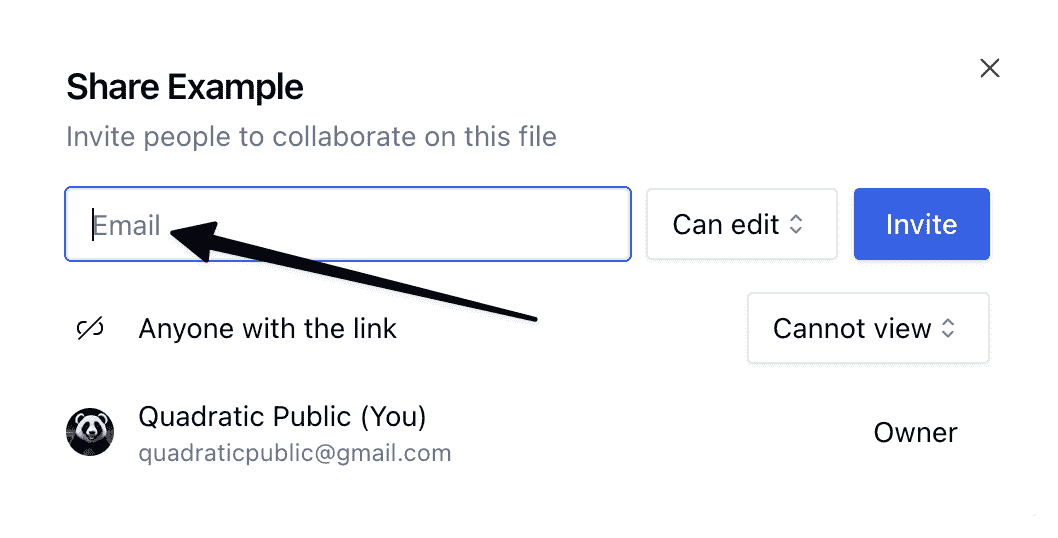 Share Example
Invite people to collaborate on this file
Email
Can edit
Invite
Anyone with the link
Cannot view
Quadratic Public (You)
quadraticpublic@gmail.com
Owner